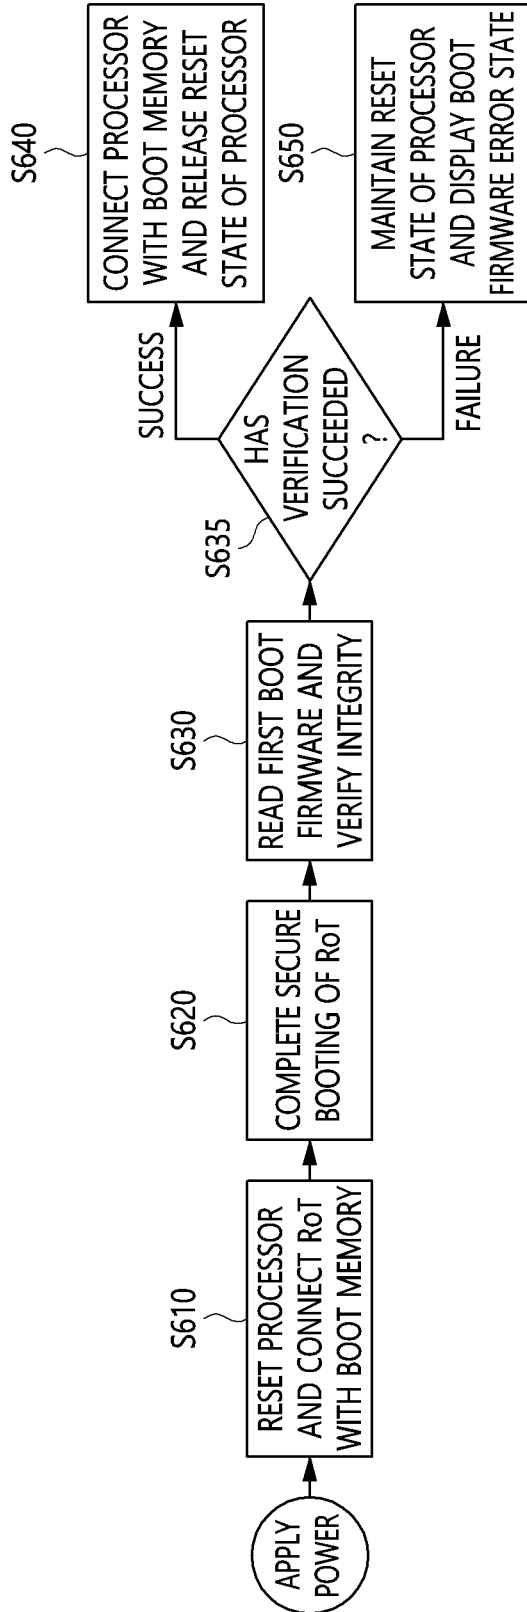 APPLY
POWER
S610
RESET PROCESSOR
AND CONNECT RoT
WITH BOOT MEMORY
S620
COMPLETE SECURE
BOOTING OF RoT
S630
READ FIRST BOOT
FIRMWARE AND
VERIFY INTEGRITY
S635
HAS
VERIFICATION
SUCCEEDED
?
SUCCESS
S640
CONNECT PROCESSOR
WITH BOOT MEMORY
AND RELEASE RESET
STATE OF PROCESSOR
FAILURE
S650
MAINTAIN RESET
STATE OF PROCESSOR
AND DISPLAY BOOT
FIRMWARE ERROR STATE